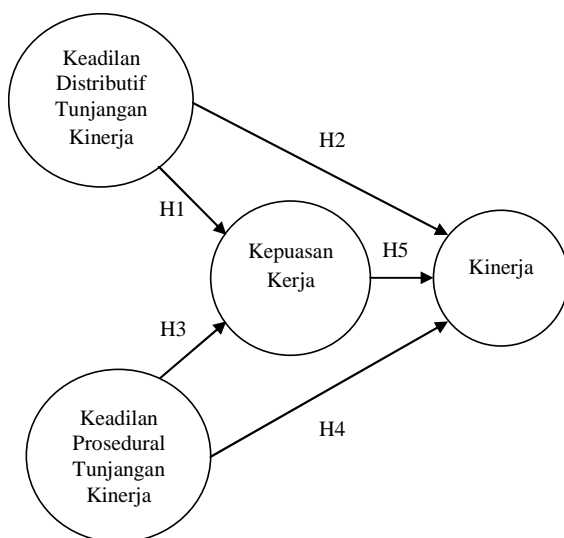 Keadilan
Distributif
Tunjangan
Kinerja
H2
H1
Kepuasan
Kerja
H5
Kinerja
H3
Keadilan
Prosedural
Tunjangan
Kinerja
H4